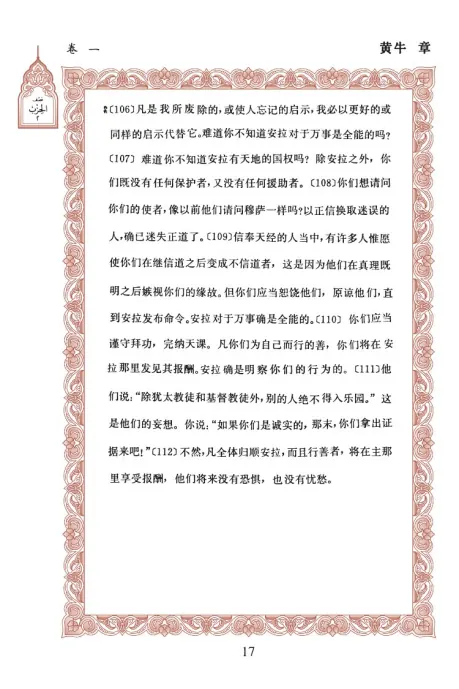 卷 一
黄牛 章
نصف
الحزب
٢
〔106〕凡是我所废除的，或使人忘记的启示，我必以更好的或
同样的启示代替它。难道你不知道安拉对于万事是全能的吗？
〔107〕难道你不知道安拉有天地的国权吗？除安拉之外，你
们既没有任何保护者，又没有任何援助者。〔108〕你们想请问
你们的使者，像以前他们请问穆萨一样吗？以正信换取迷误的
人，确已迷失正道了。〔109〕信奉天经的人当中，有许多人惟愿
使你们在继信道之后变成不信道者，这是因为他们在真理既
明之后嫉视你们的缘故。但你们应当恕饶他们，原谅他们，直
到安拉发布命令。安拉对于万事确是全能的。〔110〕你们应当
谨守拜功，完纳天课。凡你们为自己而行的善，你们将在安
拉那里发见其报酬。安拉确是明察你们的行为的。〔111〕他
们说：“除犹太教徒和基督教徒外，别的人绝不得入乐园。”这
是他们的妄想。你说：“如果你们是诚实的，那末，你们拿出证
据来吧！”〔112〕不然，凡全体归顺安拉，而且行善者，将在主那
里享受报酬，他们将来没有恐惧，也没有忧愁。
17